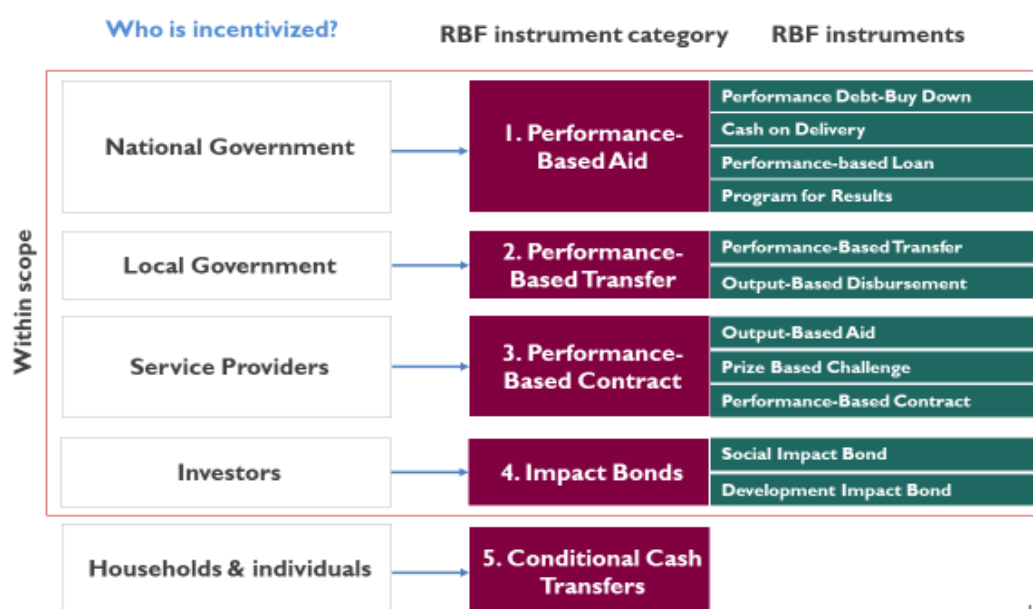 Who is incentivized?
RBF instrument category
RBF instruments
Within scope
National Government
1. Performance-
Based Aid
Performance Debt-Buy Down
Cash on Delivery
Performance-based Loan
Program for Results
Local Government
2. Performance-
Based Transfer
Performance-Based Transfer
Output-Based Disbursement
Service Providers
3. Performance-
Based Contract
Output-Based Aid
Prize Based Challenge
Performance-Based Contract
Investors
4. Impact Bonds
Social Impact Bond
Development Impact Bond
Households & individuals
5. Conditional Cash
Transfers